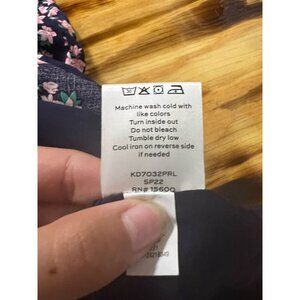 Machine wash cold with
like colors
Turn inside out
Do not bleach
Tumble dry low
Cool iron on reverse side
if needed
KD7032PRL
SP22
RN# 15600